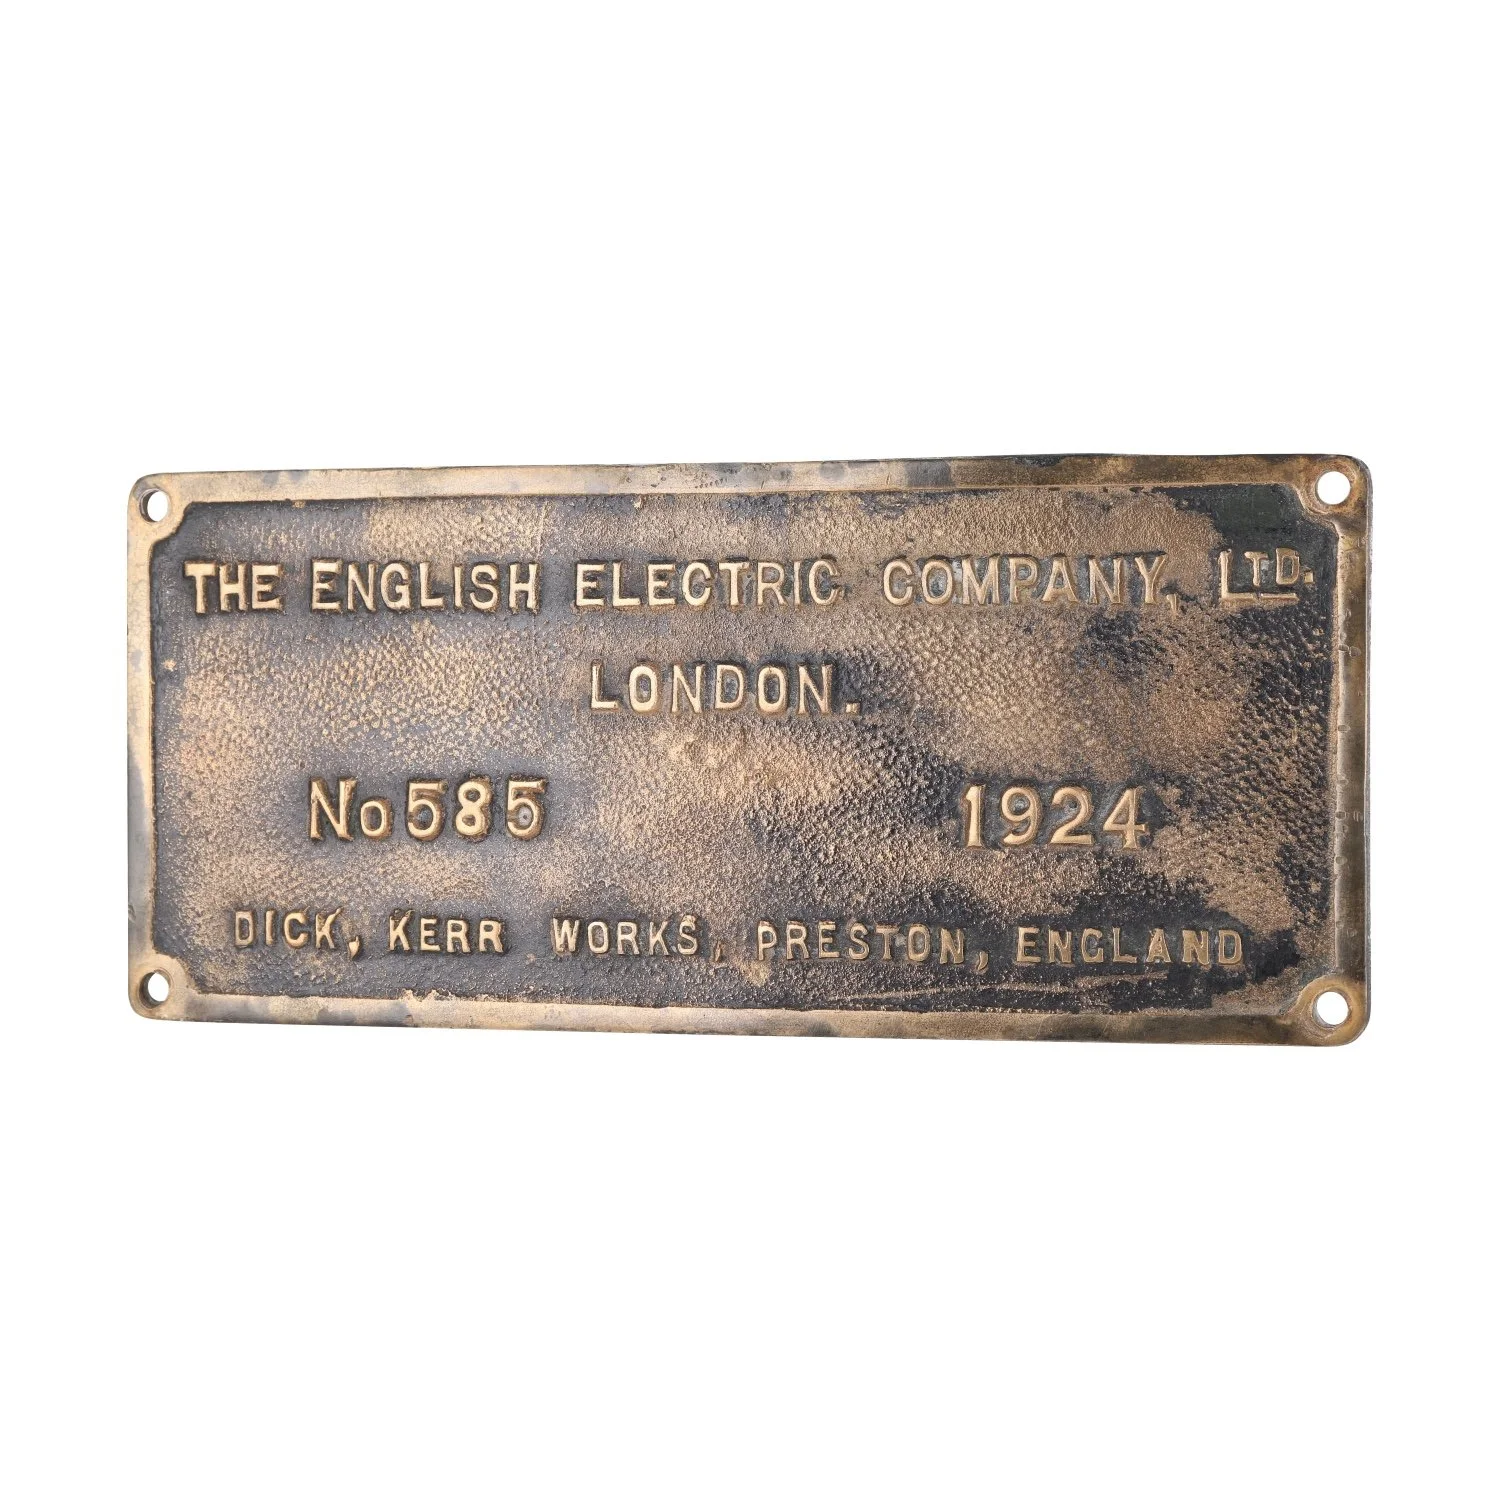 THE ENGLISH ELECTRIC COMPANY, LTD.
LONDON.
No 585 1924
DICK, KERR WORKS, PRESTON, ENGLAND